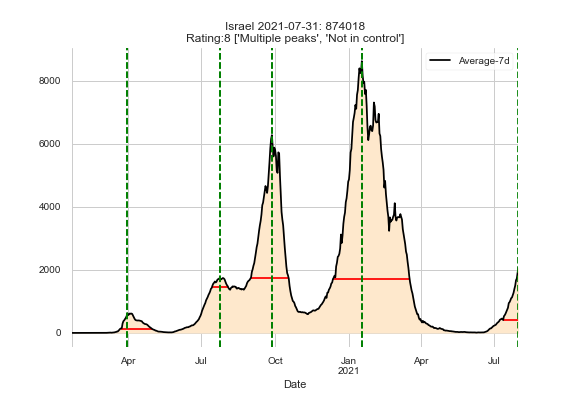 Israel 2021-07-31: 874018
Rating:8 ['Multiple peaks', 'Not in control']
Average-7d
8000
6000
4000
2000
0
Apr
Jul
Oct
Jan
2021
Apr
Jul
Date